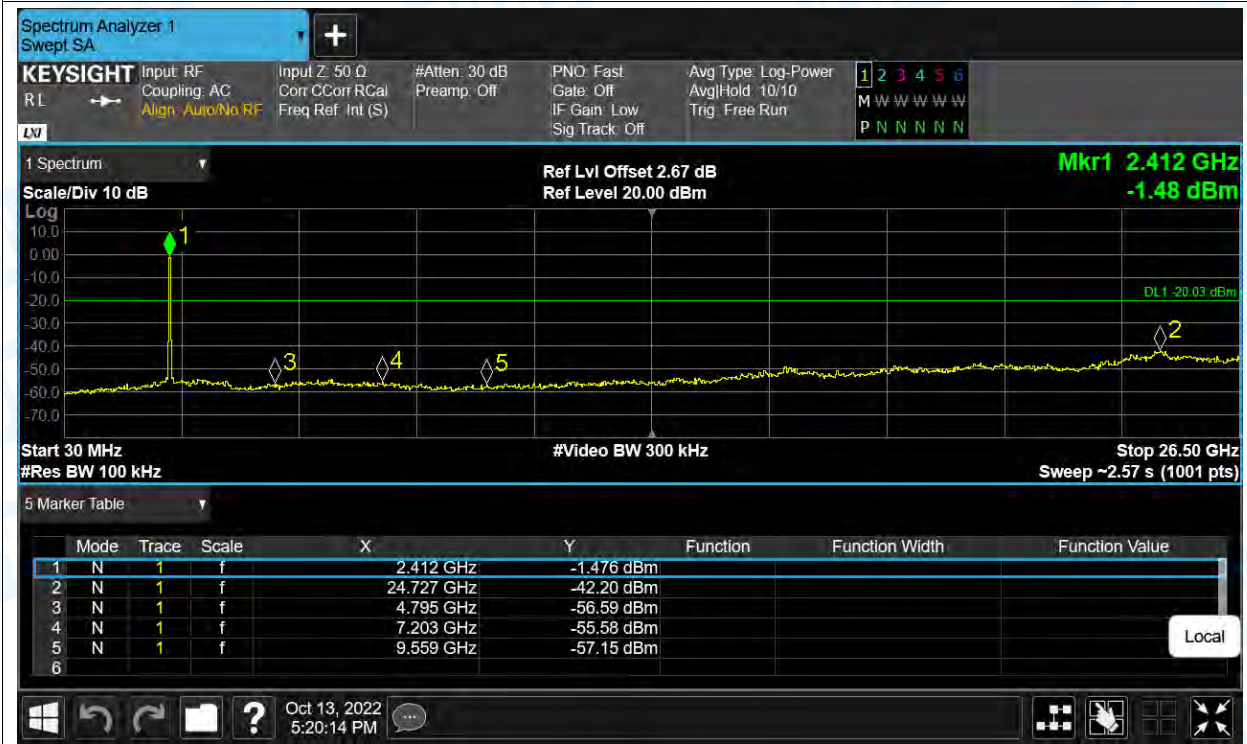 Spectrum Analyzer 1
Swept SA
+
KEYSIGHT Input: RF Input Z: 50 Ω #Atten: 30 dB PNO: Fast Avg Type: Log-Power 1 2 3 4 5 6
R L Coupling: AC Corr CCorr RCal Preamp: Off Gate: Off Avg|Hold: 10/10 M W W W W W
Align: Auto/No RF Freq Ref: Int (S) IF Gain: Low Trig: Free Run
LXI Sig Track: Off P N N N N N
1 Spectrum
Ref Lvl Offset 2.67 dB Mkr1 2.412 GHz
Scale/Div 10 dB Ref Level 20.00 dBm -1.48 dBm
Log
10.0
0.00
-10.0
-20.0
-30.0
-40.0
-50.0
-60.0
-70.0
1
DL1 -20.03 dBm
2
3
4
5
Start 30 MHz #Video BW 300 kHz Stop 26.50 GHz
#Res BW 100 kHz Sweep ~2.57 s (1001 pts)
5 Marker Table
Mode Trace Scale X Y Function Function Width Function Value
1 N 1 f 2.412 GHz -1.476 dBm
2 N 1 f 24.727 GHz -42.20 dBm
3 N 1 f 4.795 GHz -56.59 dBm
4 N 1 f 7.203 GHz -55.58 dBm
5 N 1 f 9.559 GHz -57.15 dBm
6
Local
? Oct 13, 2022
5:20:14 PM